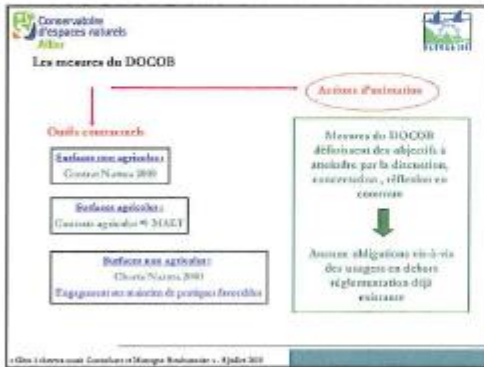 Conservatoire
d'espaces naturels
Allier
Les mesures du DOCOB
Actions d'animation
Outils contractuels
Surfaces non agricoles :
Contrat Natura 2000
Surfaces agricoles :
Contrats agricoles MAET
Surfaces non agricoles :
Charte Natura 2000
Engagement au maintien de pratiques favorables
Mesures du DOCOB
définissent des objectifs à
atteindre par la discussion,
concertation , réflexion en
commun
Aucune obligations vis-à-vis
des usagers en dehors
réglementation déjà
existante